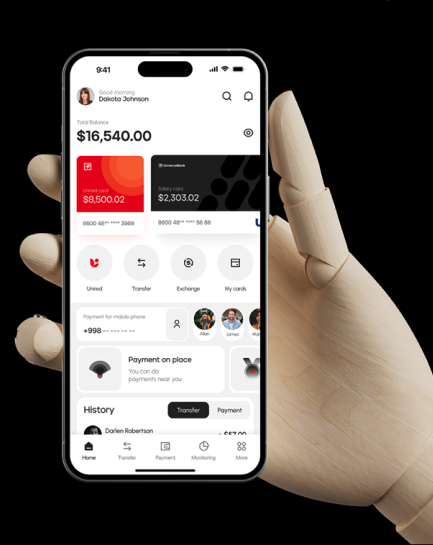 9:41
Good morning
Dakota Johnson
Total Balance
$16,540.00
UniversalBank
Unired card
$8,500.02
Salary card
$2,303.02
8600 48** **** 3989
8600 48** **** 56 86
Unired
Transfer
Exchange
My cards
Payment for mobile phone
+998 -- --- -- --
Allan
James
Payment on place
You can do
payments near you
History
Transfer
Payment
Darlen Robertson
Home
Transfer
Payment
Monitoring
More